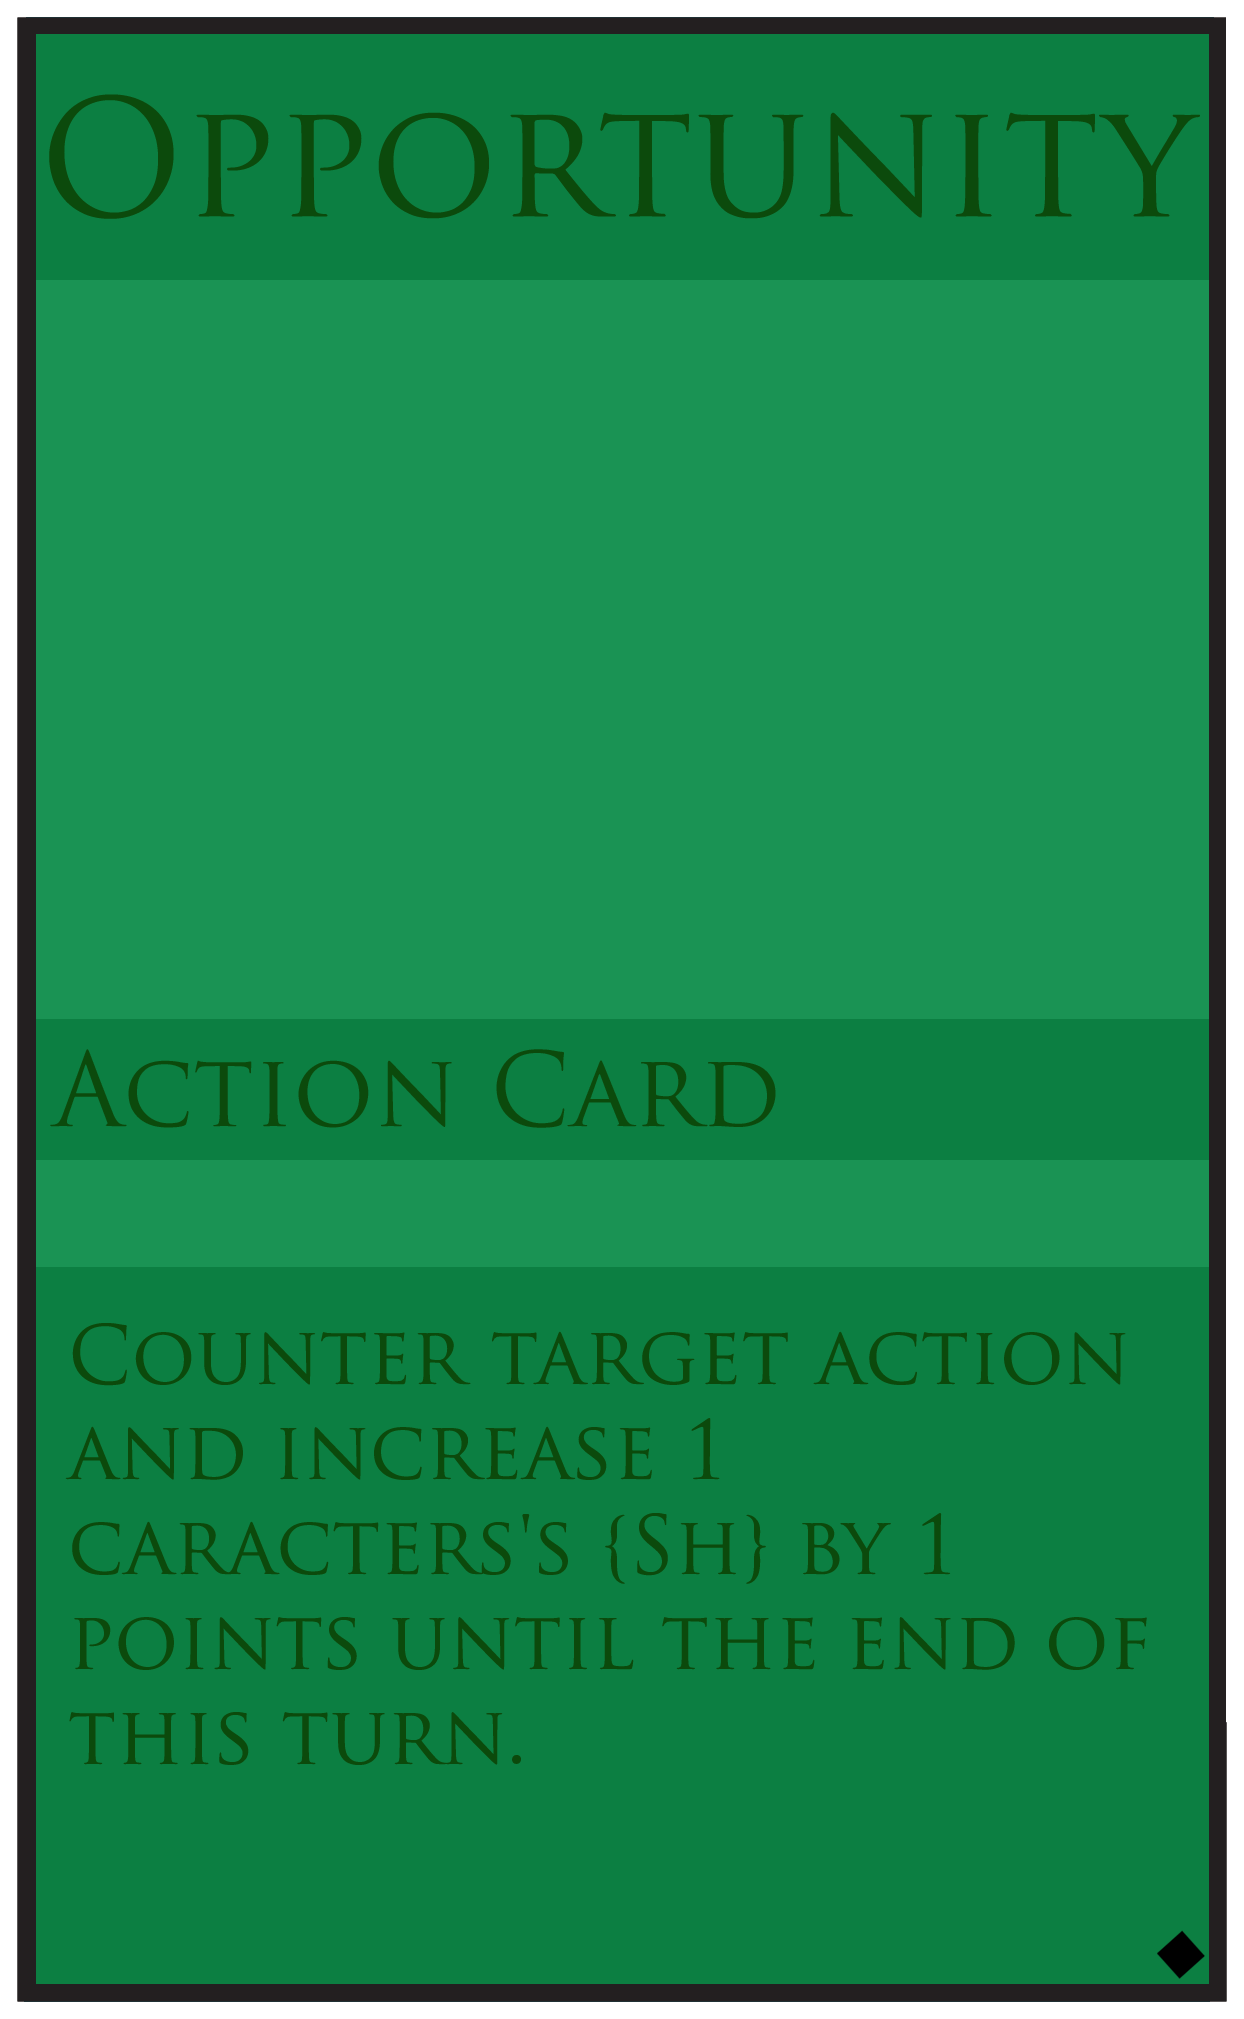 Opportunity
Action Card
Counter target action
and increase 1
caracters's {Sh} by 1
points until the end of
this turn.